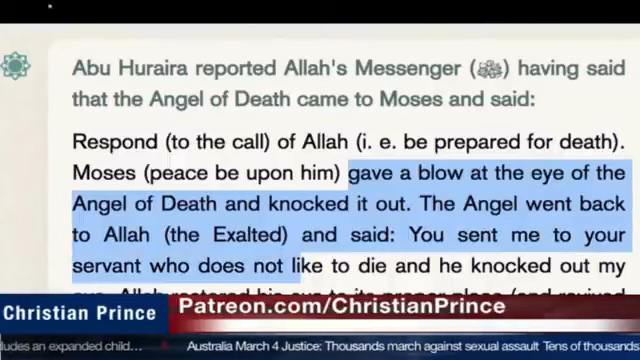 Abu Huraira reported Allah's Messenger (ﷺ) having said
that the Angel of Death came to Moses and said:
Respond (to the call) of Allah (i. e. be prepared for death).
Moses (peace be upon him) gave a blow at the eye of the
Angel of Death and knocked it out. The Angel went back
to Allah (the Exalted) and said: You sent me to your
servant who does not like to die and he knocked out my
Christian Prince
Patreon.com/ChristianPrince
cludes an expanded child... Australia March 4 Justice: Thousands march against sexual assault Tens of thousands